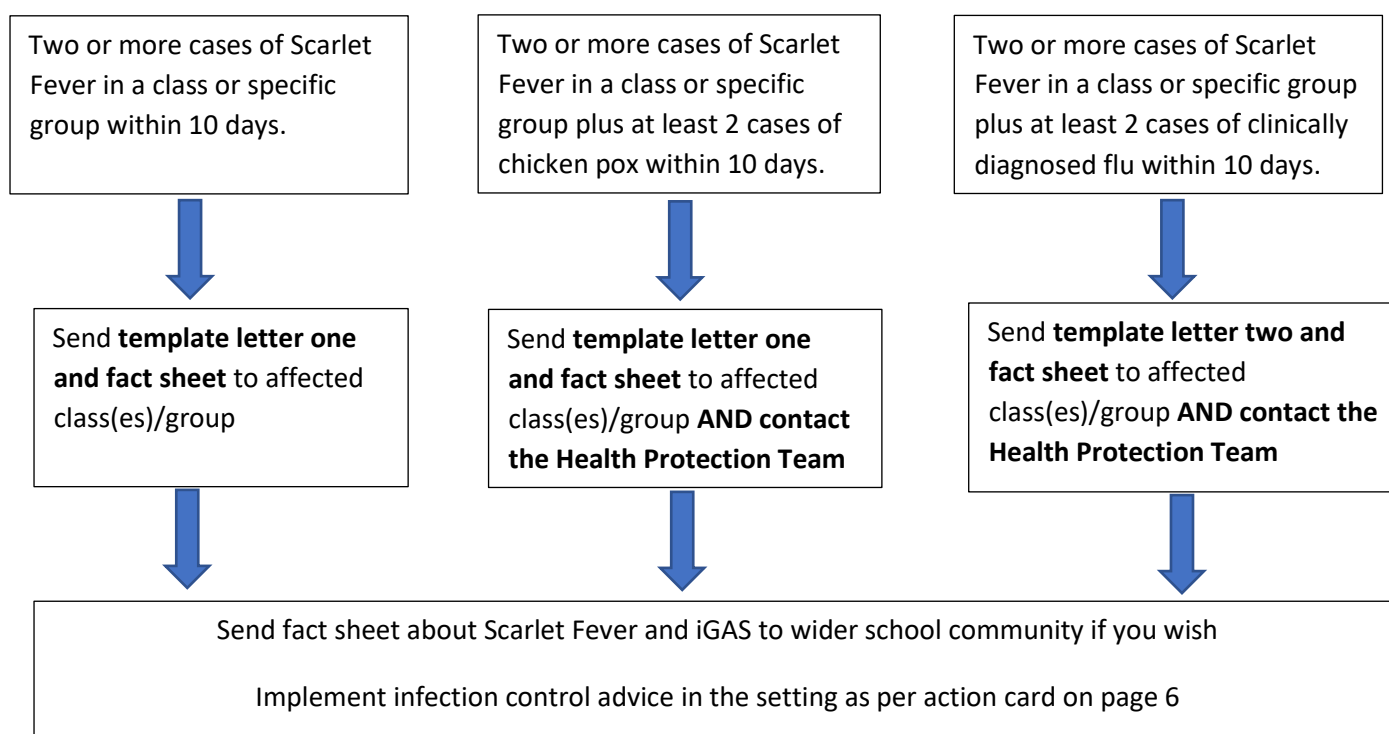 Two or more cases of Scarlet
Fever in a class or specific
group within 10 days.
Two or more cases of Scarlet
Fever in a class or specific
group plus at least 2 cases of
chicken pox within 10 days.
Two or more cases of Scarlet
Fever in a class or specific group
plus at least 2 cases of clinically
diagnosed flu within 10 days.
Send template letter one
and fact sheet to affected
class(es)/group
Send template letter one
and fact sheet to affected
class(es)/group AND contact
the Health Protection Team
Send template letter two and
fact sheet to affected
class(es)/group AND contact the
Health Protection Team
Send fact sheet about Scarlet Fever and iGAS to wider school community if you wish
Implement infection control advice in the setting as per action card on page 6